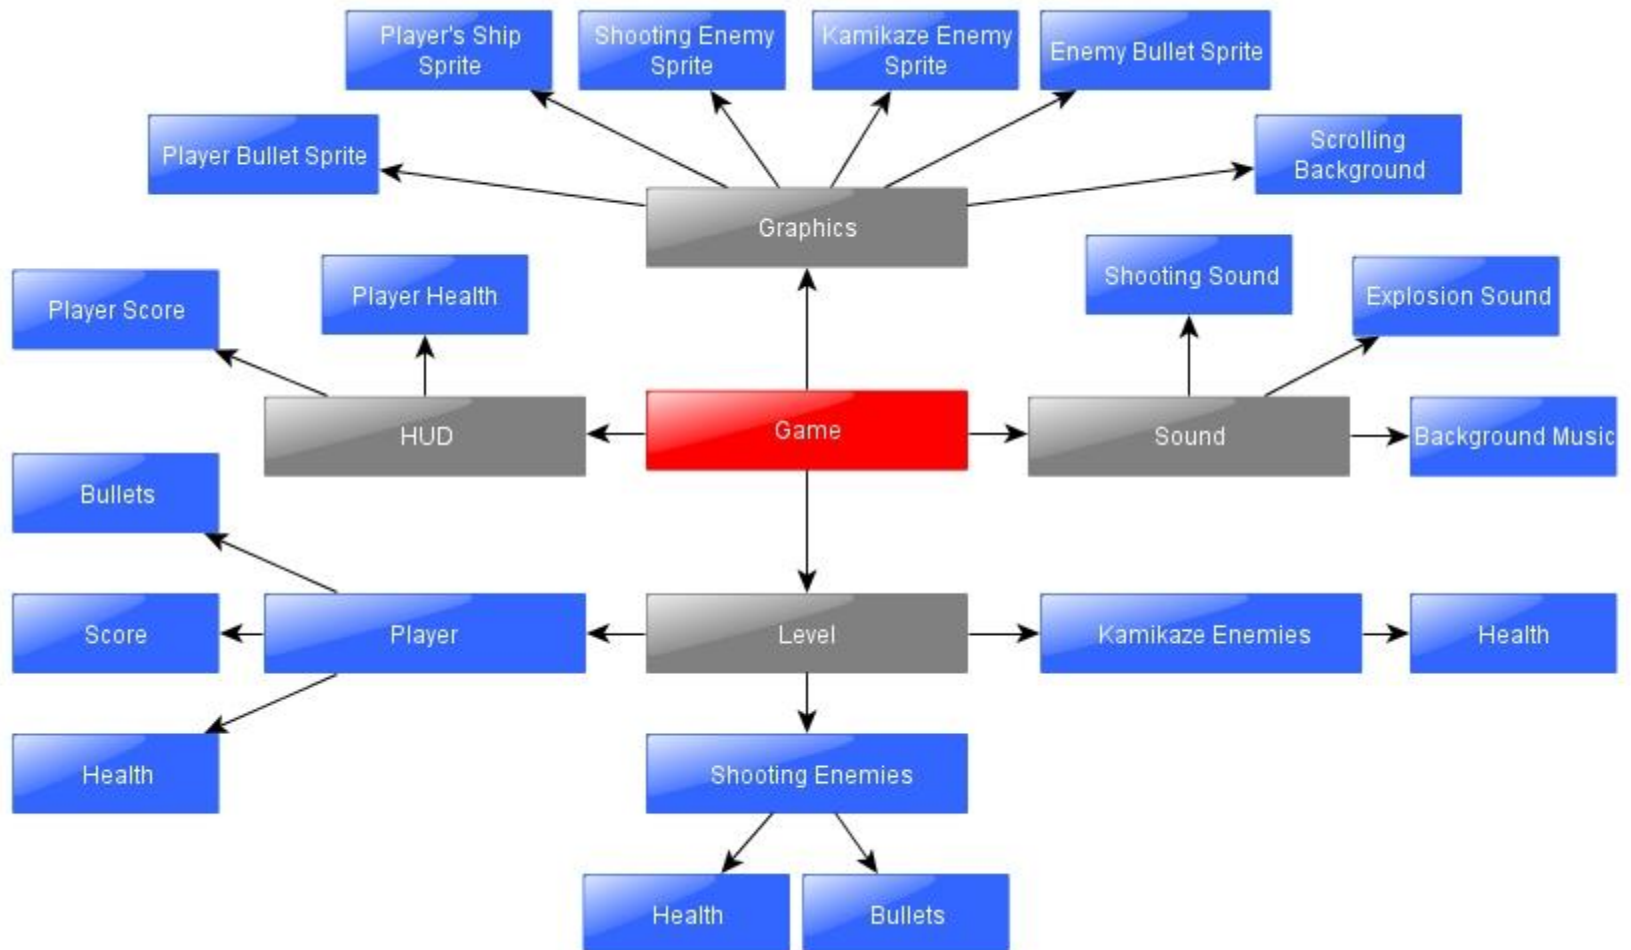 Player's Ship
Sprite
Shooting Enemy
Sprite
Kamikaze Enemy
Sprite
Enemy Bullet Sprite
Player Bullet Sprite
Scrolling
Background
Graphics
Player Score
Player Health
Shooting Sound
Explosion Sound
HUD
Game
Sound
Background Music
Bullets
Score
Player
Level
Kamikaze Enemies
Health
Health
Shooting Enemies
Health
Bullets